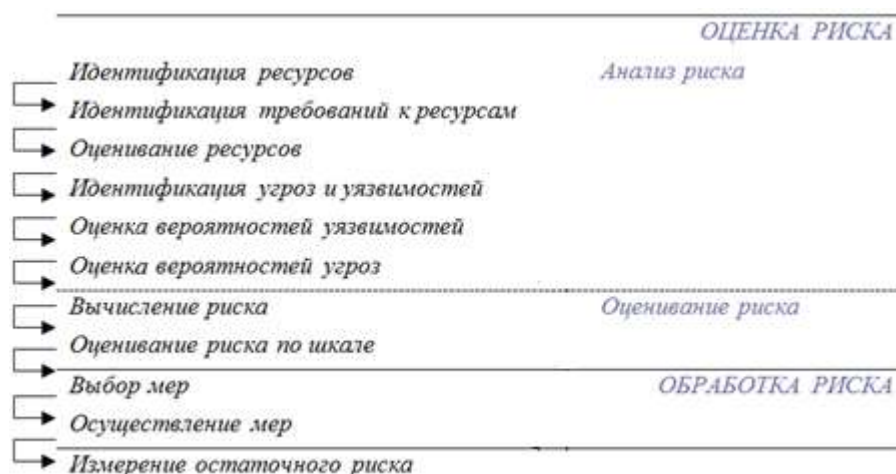 ОЦЕНКА РИСКА
Идентификация ресурсов Анализ риска
Идентификация требований к ресурсам
Оценивание ресурсов
Идентификация угроз и уязвимостей
Оценка вероятностей уязвимостей
Оценка вероятностей угроз
Вычисление риска Оценивание риска
Оценивание риска по шкале
Выбор мер ОБРАБОТКА РИСКА
Осуществление мер
Измерение остаточного риска